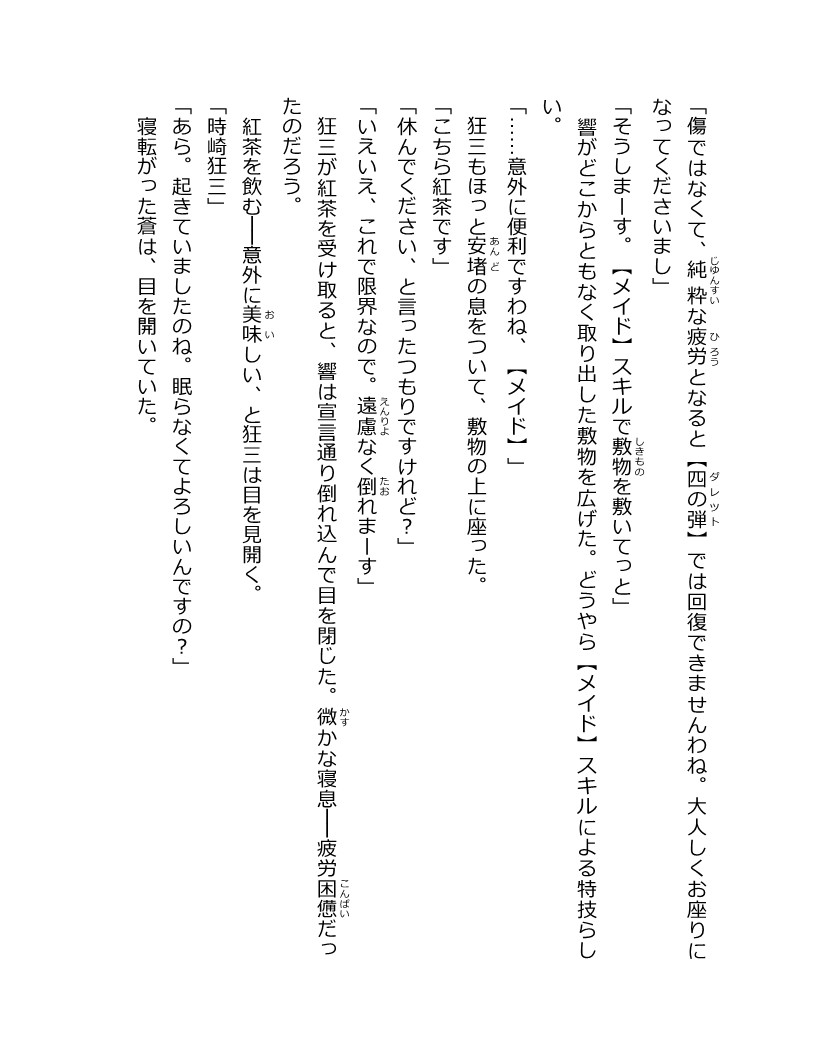 「傷ではなくて、純粋な疲労となると【四の弾】では回復できませんわね。大人しくお座りに
なってくださいまし」
「そうしまーす。【メイド】スキルで敷物を敷いてっと」
響がどこからともなく取り出した敷物を広げた。どうやら【メイド】スキルによる特技らし
い。
「……意外に便利ですわね、【メイド】」
狂三もほっと安堵の息をついて、敷物の上に座った。
「こちら紅茶です」
「休んでください、と言ったつもりですけれど？」
「いえいえ、これで限界なので。遠慮なく倒れまーす」
狂三が紅茶を受け取ると、響は宣言通り倒れ込んで目を閉じた。微かな寝息──疲労困憊だっ
たのだろう。
紅茶を飲む──意外に美味しい、と狂三は目を見開く。
「時崎狂三」
「あら。起きていましたのね。眠らなくてよろしいんですの？」
寝転がった蒼は、目を開いていた。